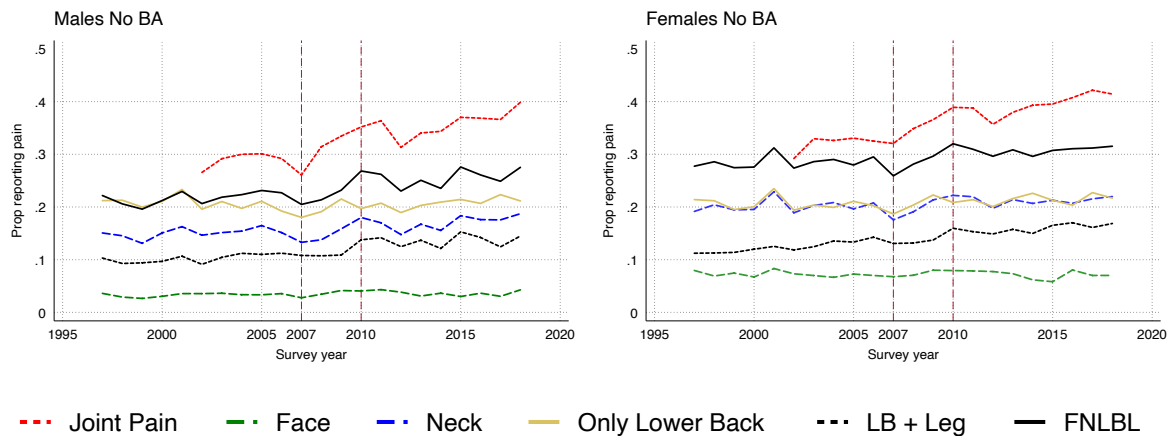 Males No BA
Females No BA
Prop reporting pain
.5
.4
.3
.2
.1
0
1995
2000
2005
2007
2010
2015
2020
Survey year
Prop reporting pain
.5
.4
.3
.2
.1
0
1995
2000
2005
2007
2010
2015
2020
Survey year
Joint Pain
Face
Neck
Only Lower Back
LB + Leg
FNLBL